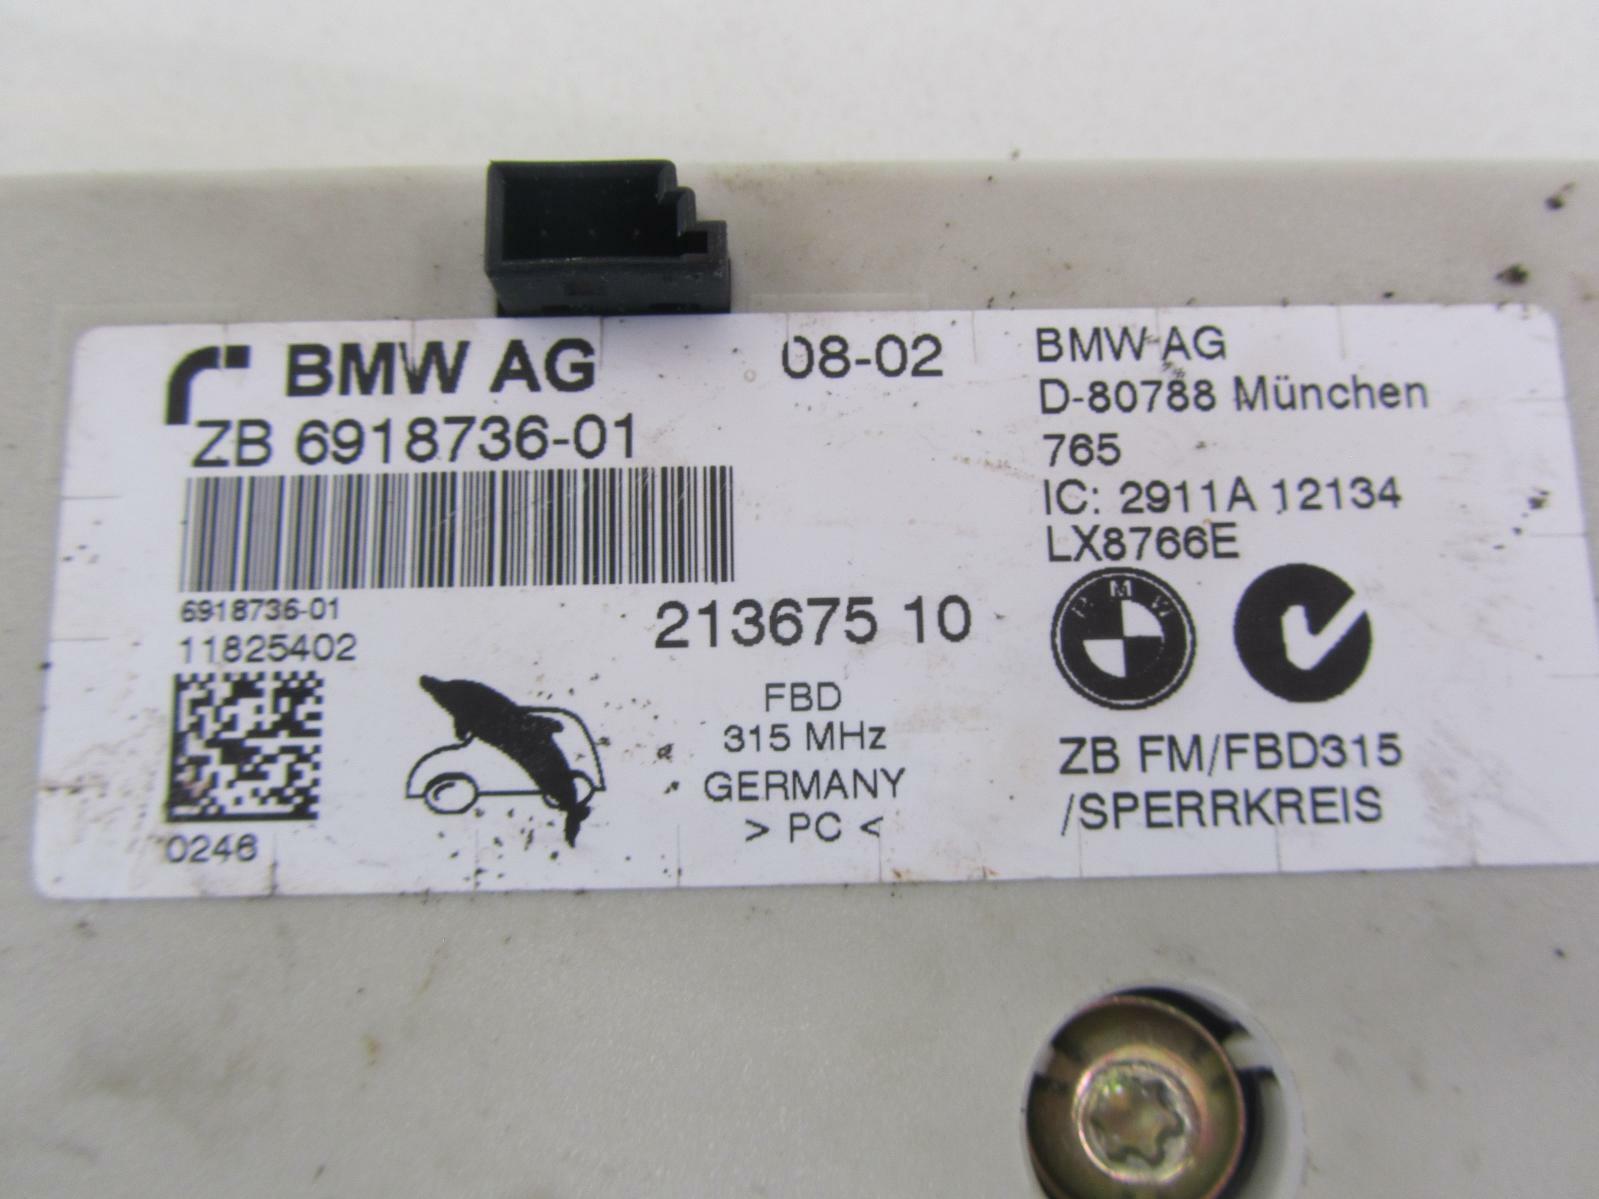 BMW AG 08-02
ZB 6918736-01
6918736-01
11825402
213675 10
0246
FBD
315 MHz
GERMANY
> PC <
BMW AG
D-80788 München
765
IC: 2911A 12134
LX8766E
BMW
ZB FM/FBD315
/SPERRKREIS